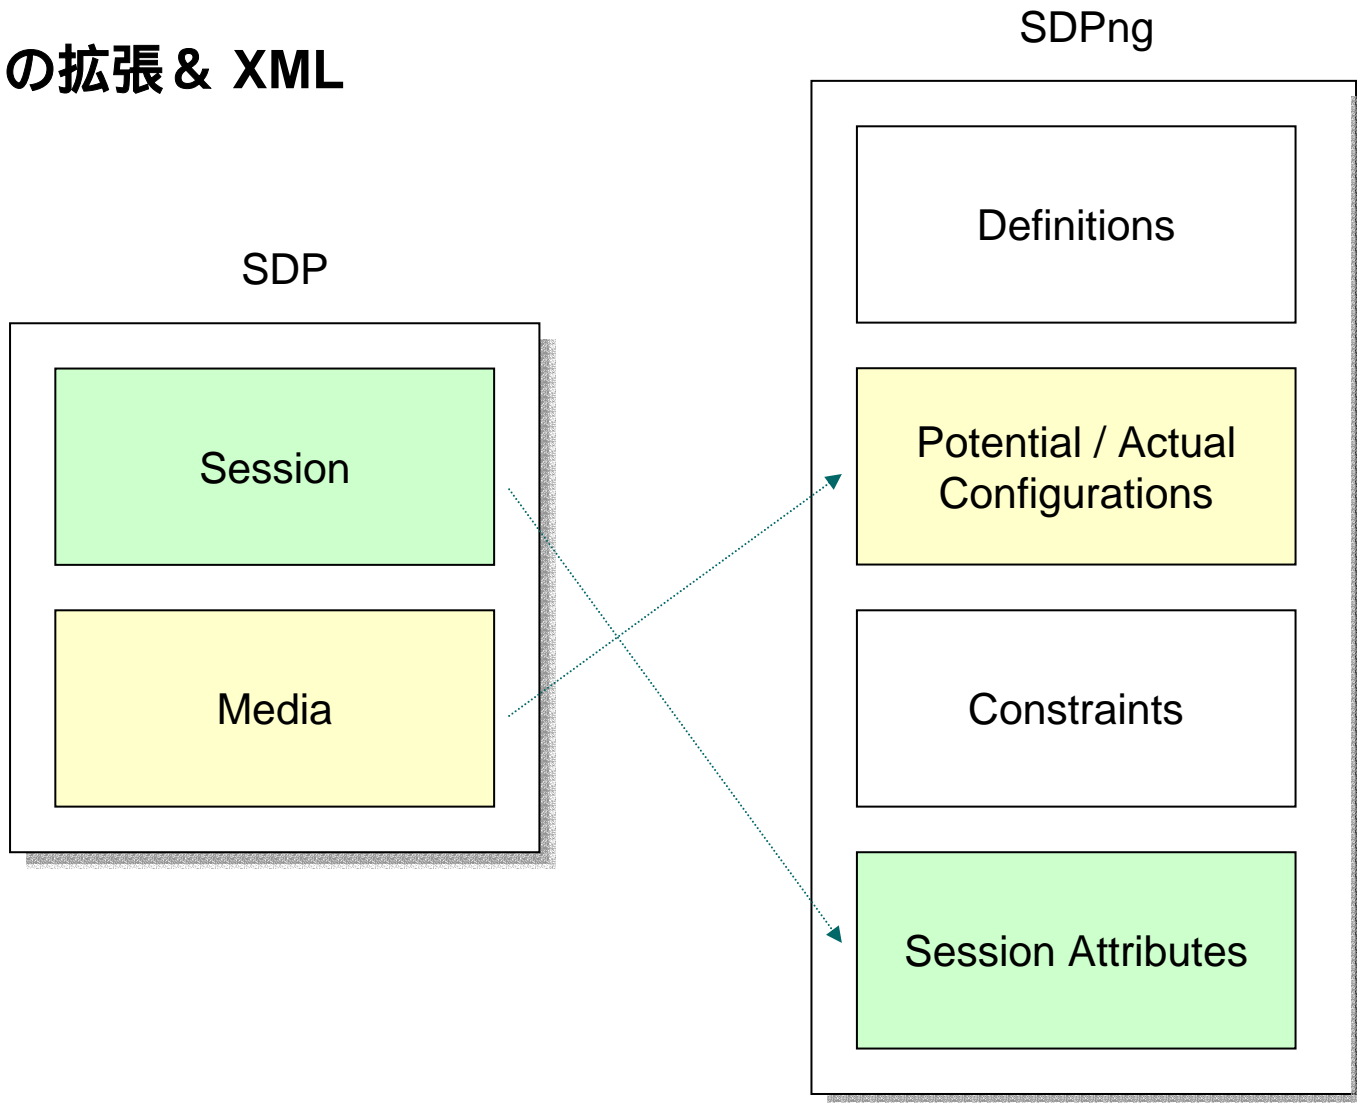 の拡張& XML
SDP
Session
Media
SDPng
Definitions
Potential / Actual
Configurations
Constraints
Session Attributes